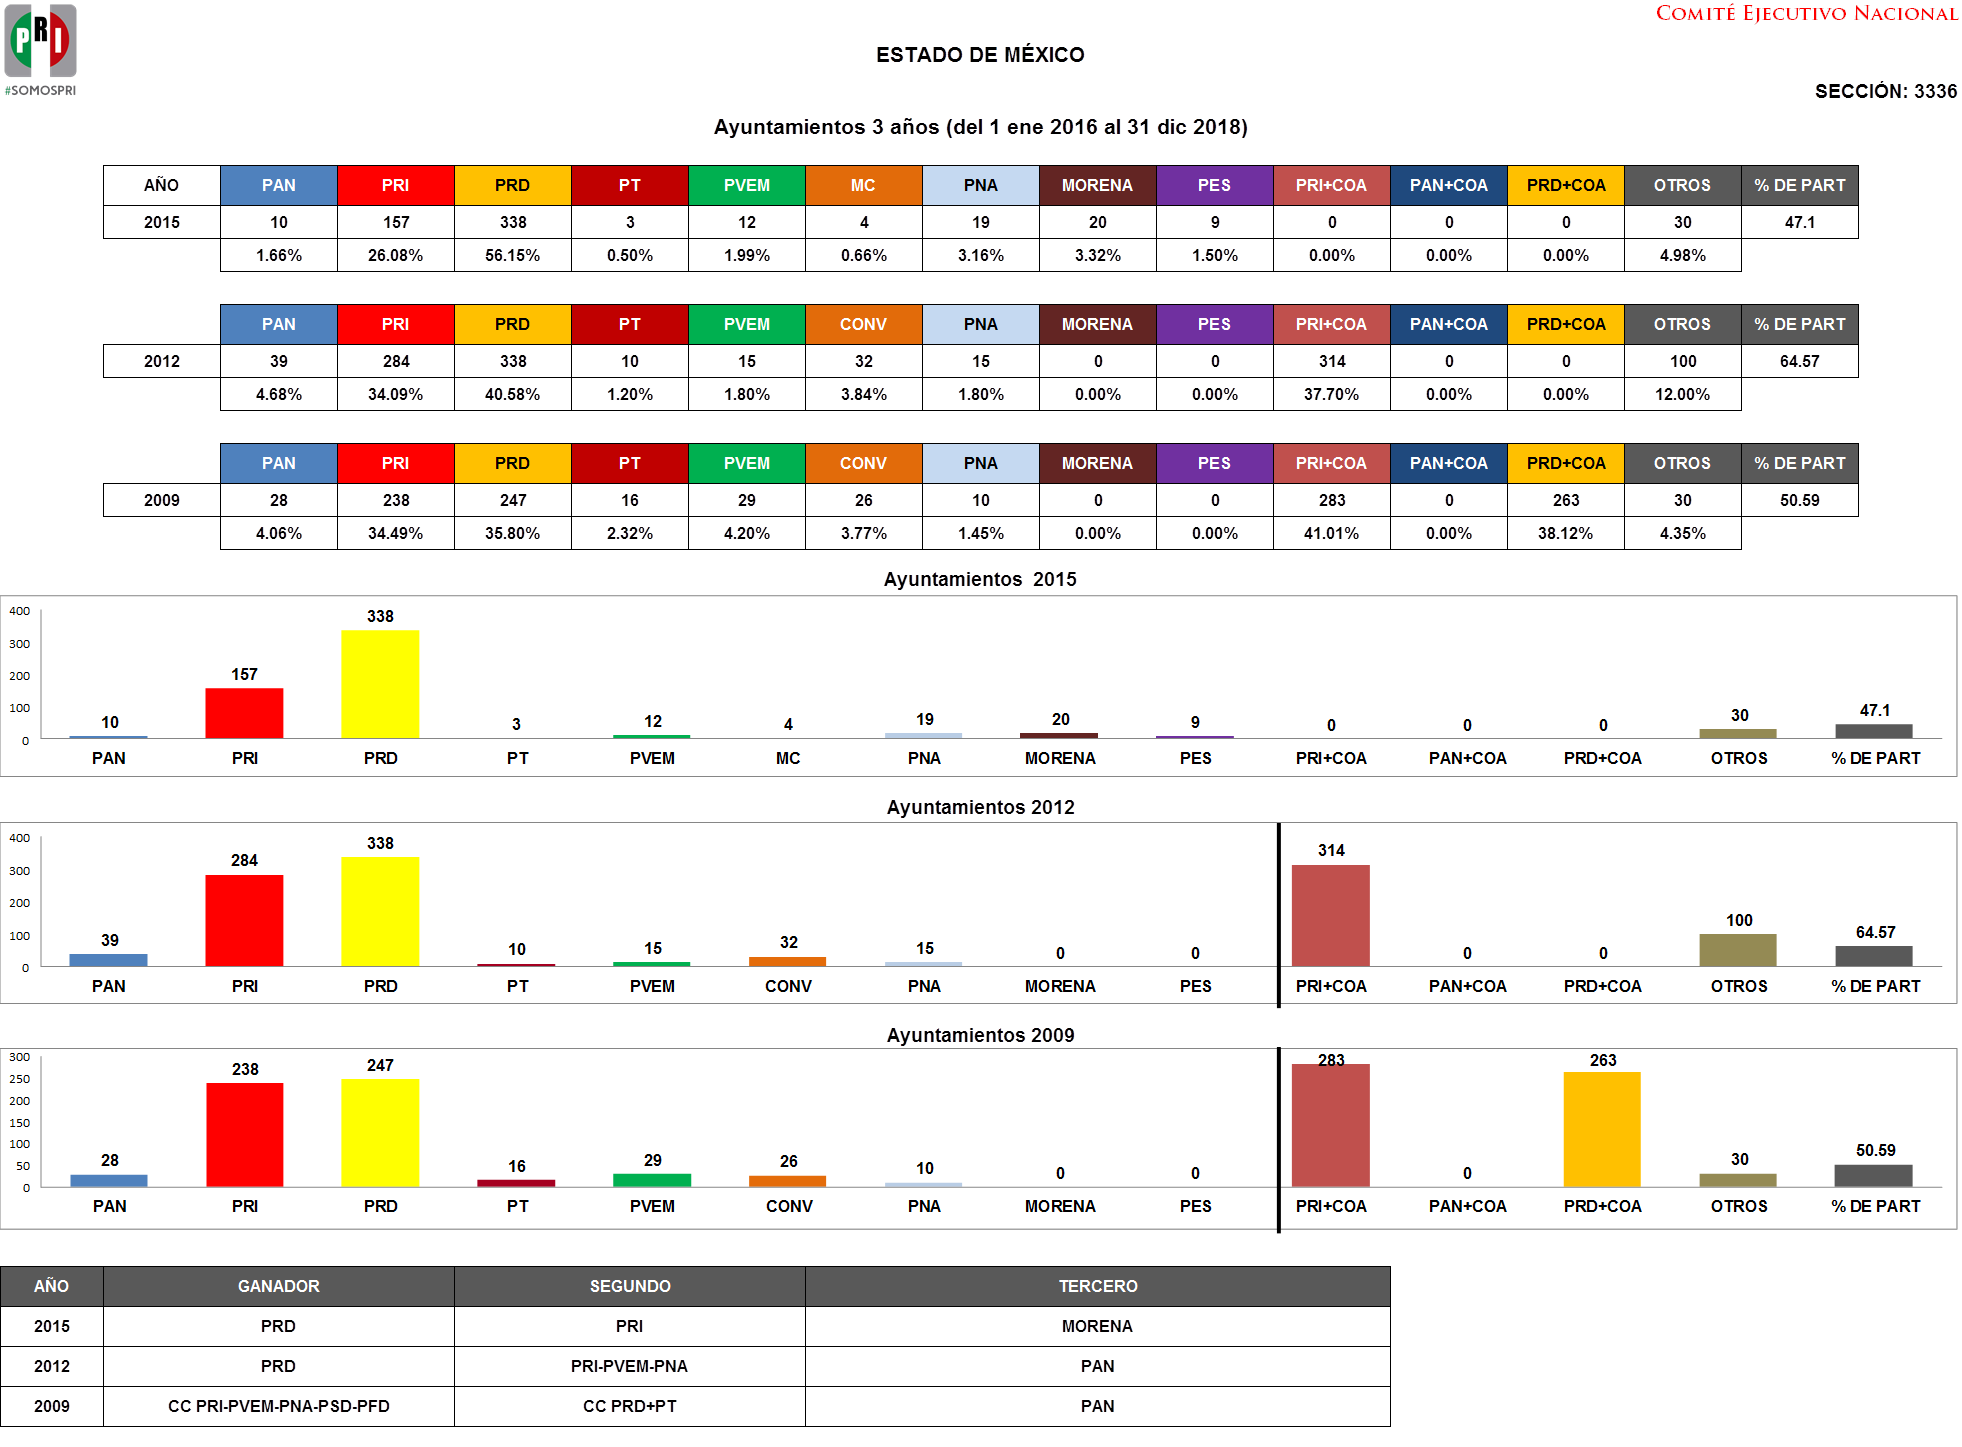 COMITÉ EJECUTIVO NACIONAL
PRI
#SOMOSPRI
ESTADO DE MÉXICO
SECCIÓN: 3336
Ayuntamientos 3 años (del 1 ene 2016 al 31 dic 2018)
AÑO PAN PRI PRD PT PVEM MC PNA MORENA PES PRI+COA PAN+COA PRD+COA OTROS % DE PART
2015 10 157 338 3 12 4 19 20 9 0 0 0 30 47.1
1.66% 26.08% 56.15% 0.50% 1.99% 0.66% 3.16% 3.32% 1.50% 0.00% 0.00% 0.00% 4.98%
PAN PRI PRD PT PVEM CONV PNA MORENA PES PRI+COA PAN+COA PRD+COA OTROS % DE PART
2012 39 284 338 10 15 32 15 0 0 314 0 0 100 64.57
4.68% 34.09% 40.58% 1.20% 1.80% 3.84% 1.80% 0.00% 0.00% 37.70% 0.00% 0.00% 12.00%
PAN PRI PRD PT PVEM CONV PNA MORENA PES PRI+COA PAN+COA PRD+COA OTROS % DE PART
2009 28 238 247 16 29 26 10 0 0 283 0 263 30 50.59
4.06% 34.49% 35.80% 2.32% 4.20% 3.77% 1.45% 0.00% 0.00% 41.01% 0.00% 38.12% 4.35%
Ayuntamientos 2015
400
300
200
100
0
10 157 338 3 12 4 19 20 9 0 0 0 30 47.1
PAN PRI PRD PT PVEM MC PNA MORENA PES PRI+COA PAN+COA PRD+COA OTROS % DE PART
Ayuntamientos 2012
400
300
200
100
0
39 284 338 10 15 32 15 0 0 314 0 0 100 64.57
PAN PRI PRD PT PVEM CONV PNA MORENA PES PRI+COA PAN+COA PRD+COA OTROS % DE PART
Ayuntamientos 2009
300
250
200
150
100
50
0
28 238 247 16 29 26 10 0 0 283 0 263 30 50.59
PAN PRI PRD PT PVEM CONV PNA MORENA PES PRI+COA PAN+COA PRD+COA OTROS % DE PART
AÑO GANADOR SEGUNDO TERCERO
2015 PRD PRI MORENA
2012 PRD PRI-PVEM-PNA PAN
2009 CC PRI-PVEM-PNA-PSD-PFD CC PRD+PT PAN